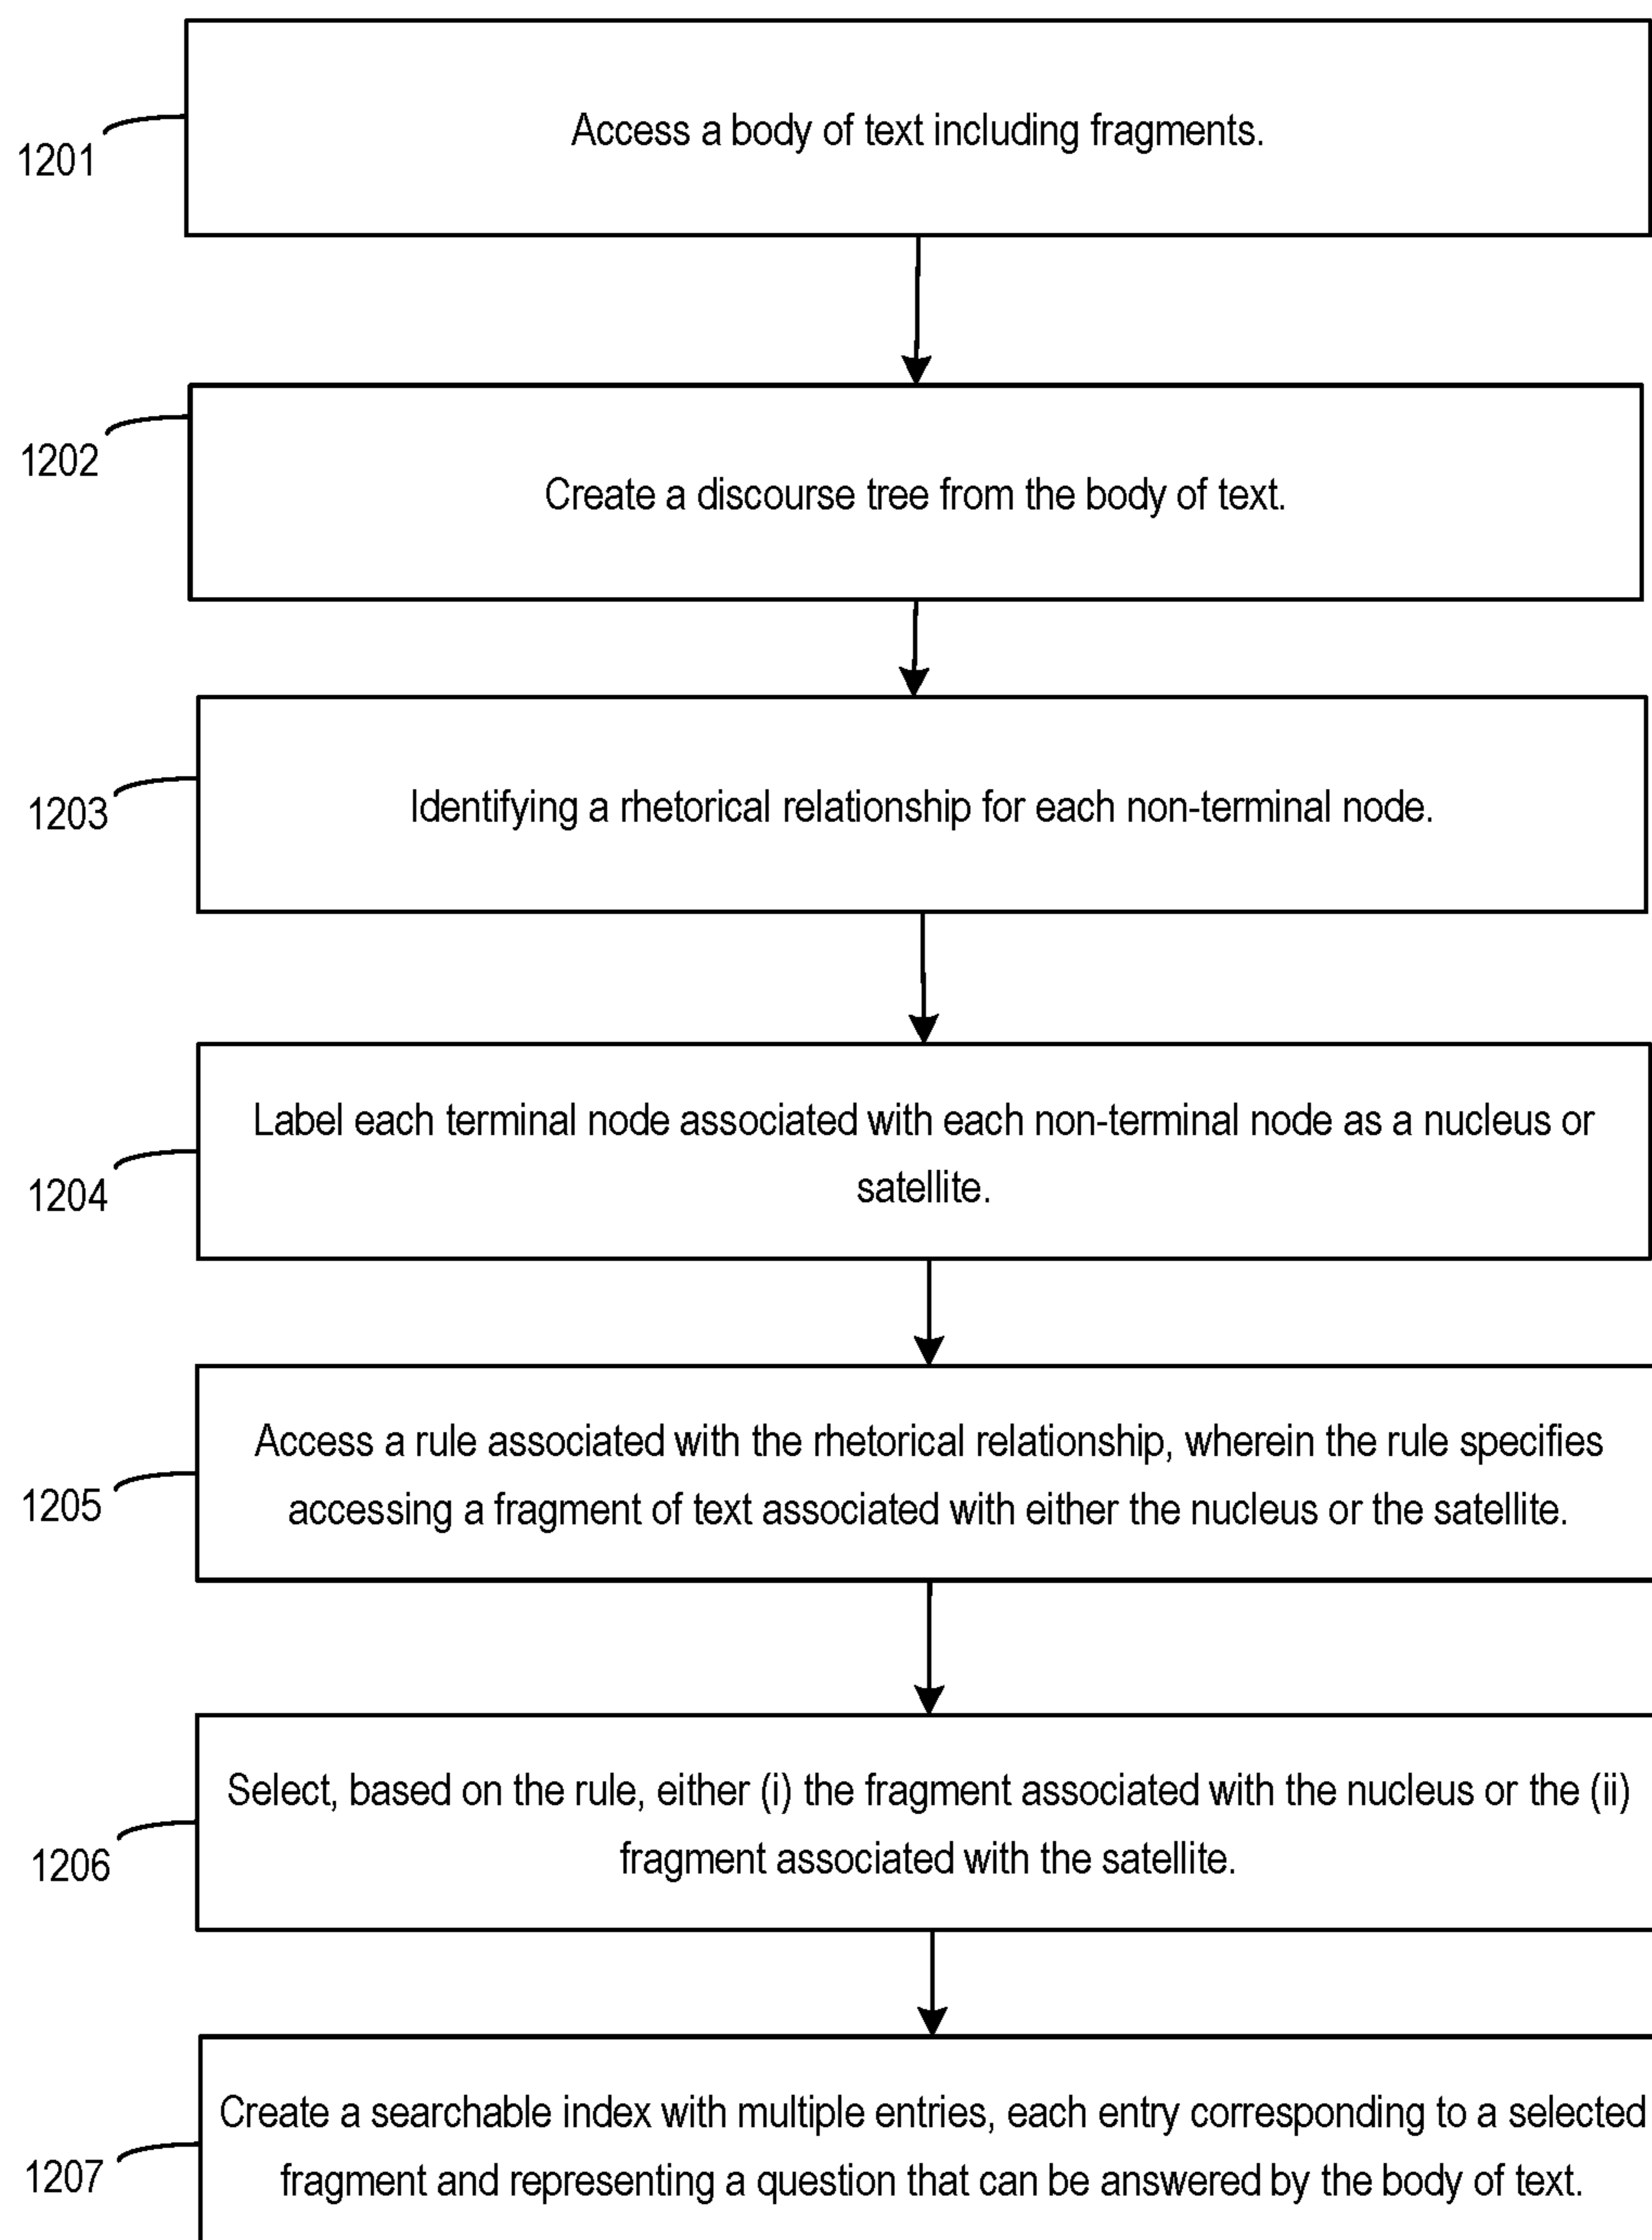 Access a body of text including fragments.
1201
Create a discourse tree from the body of text.
1202
Identifying a rhetorical relationship for each non-terminal node.
1203
Label each terminal node associated with each non-terminal node as a nucleus or
satellite.
1204
Access a rule associated with the rhetorical relationship, wherein the rule specifies
accessing a fragment of text associated with either the nucleus or the satellite.
1205
Select, based on the rule, either (i) the fragment associated with the nucleus or the (ii)
fragment associated with the satellite.
1206
Create a searchable index with multiple entries, each entry corresponding to a selected
fragment and representing a question that can be answered by the body of text.
1207